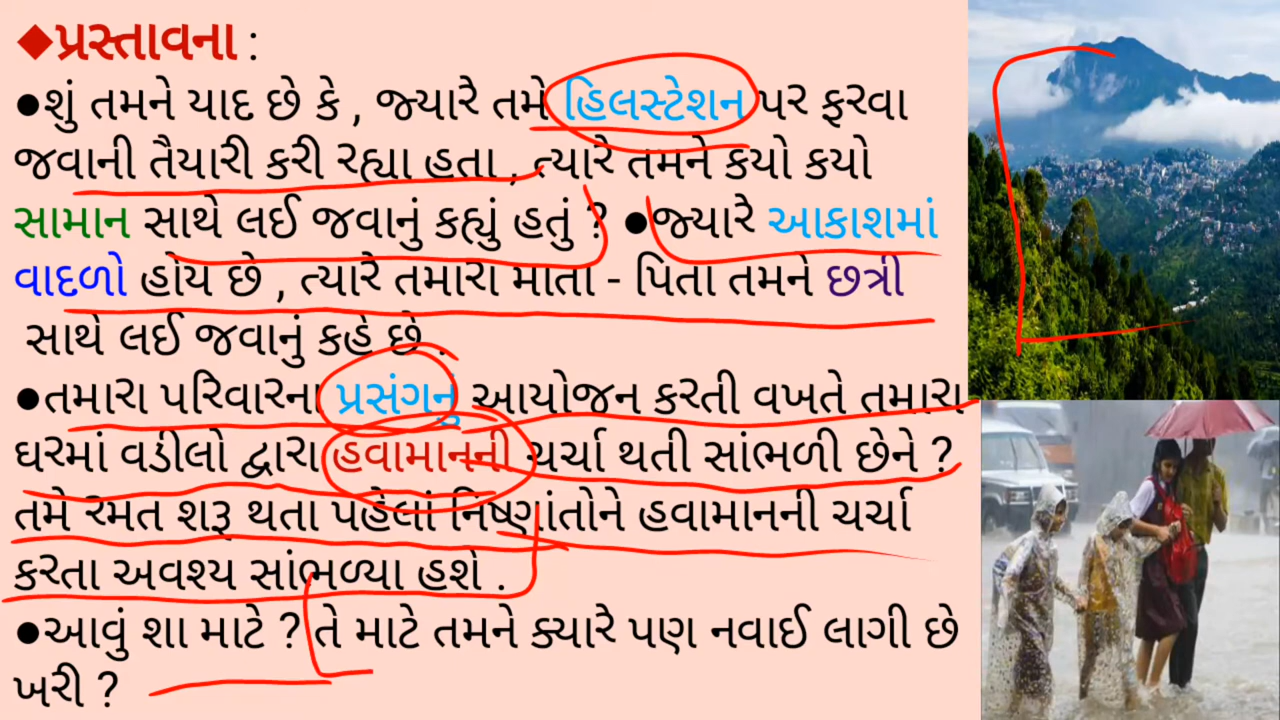 ◆પ્રસ્તાવના :
●શું તમને યાદ છે કે , જ્યારે તમે હિલસ્ટેશન પર ફરવા
જવાની તૈયારી કરી રહ્યા હતા , ત્યારે તમને કયો કયો
સામાન સાથે લઈ જવાનું કહ્યું હતું ? ●જ્યારે આકાશમાં
વાદળો હોય છે , ત્યારે તમારા માતા - પિતા તમને છત્રી
સાથે લઈ જવાનું કહે છે .
●તમારા પરિવારના પ્રસંગનું આયોજન કરતી વખતે તમારા
ઘરમાં વડીલો દ્વારા હવામાનની ચર્ચા થતી સાંભળી છેને ?
તમે રમત શરૂ થતા પહેલાં નિષ્ણાંતોને હવામાનની ચર્ચા
કરતા અવશ્ય સાંભળ્યા હશે .
●આવું શા માટે ? તે માટે તમને ક્યારે પણ નવાઈ લાગી છે
ખરી ?